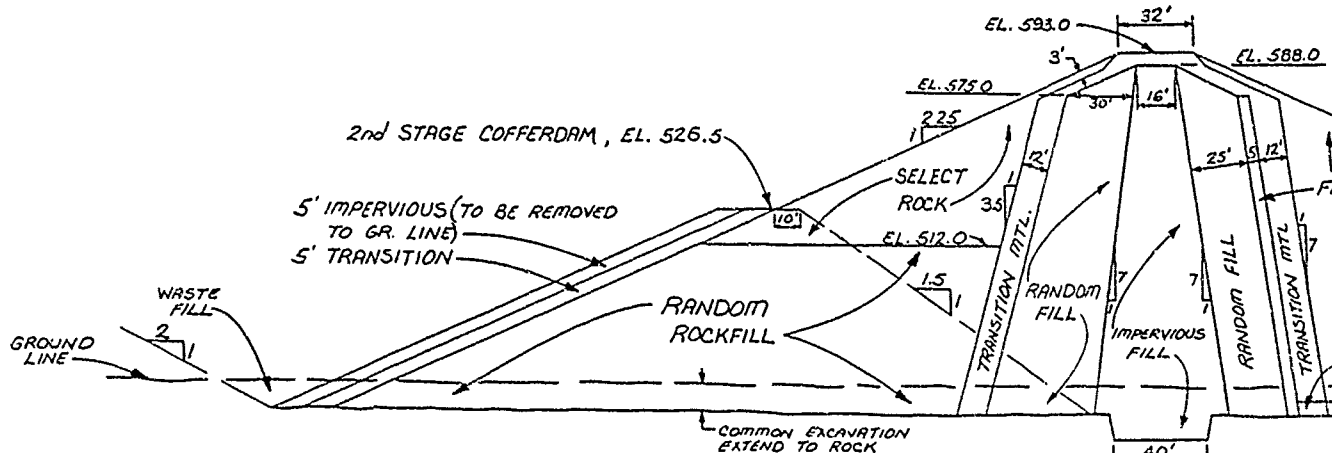 32'
EL. 593.0
3'
EL. 588.0
EL. 575.0
30'
16'
2.25
1
2nd STAGE COFFERDAM, EL. 526.5
12'
25'
5
12'
SELECT
ROCK
1
3.5
5' IMPERVIOUS (TO BE REMOVED
TO GR. LINE)
5' TRANSITION
10'
EL. 512.0
1
7
1.5
1
7
1
7
1
WASTE
FILL
RANDOM
ROCKFILL
TRANSITION MTL.
RANDOM
FILL
IMPERVIOUS
FILL
RANDOM FILL
TRANSITION MTL
2
1
GROUND
LINE
COMMON EXCAVATION
EXTEND TO ROCK
40'